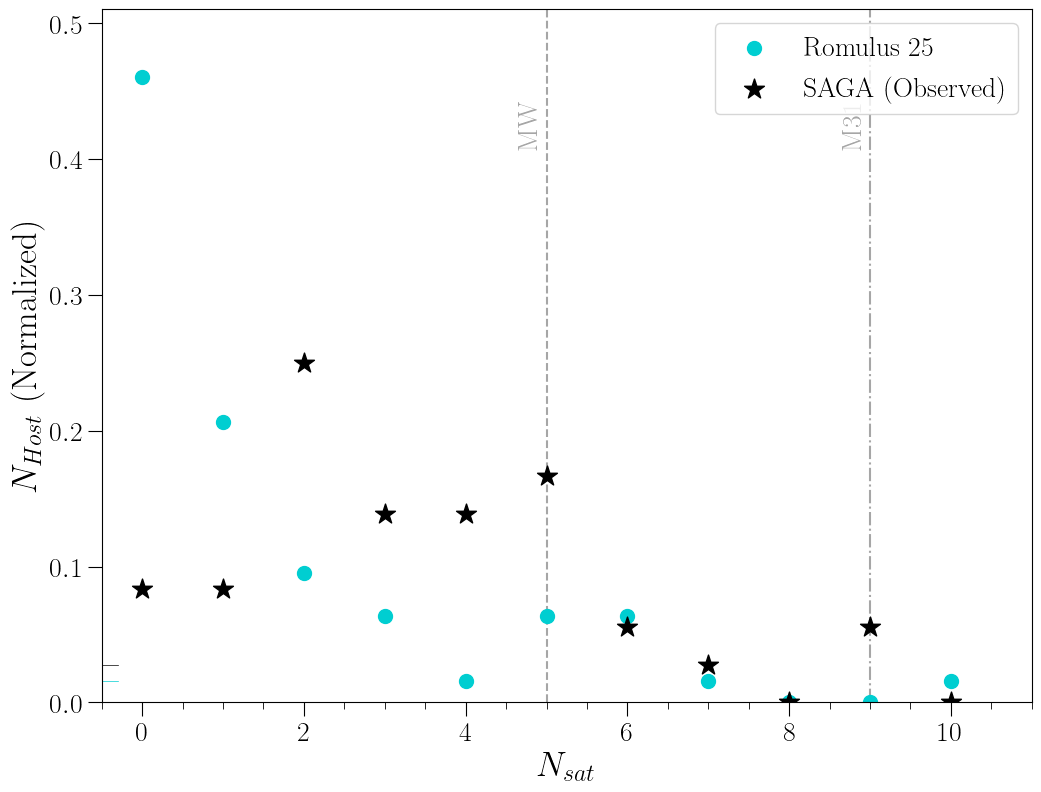 0.5
0.4
0.3
0.2
0.1
0.0
N_Host (Normalized)
MW
M31
Romulus 25
SAGA (Observed)
0 2 4 6 8 10
N_sat